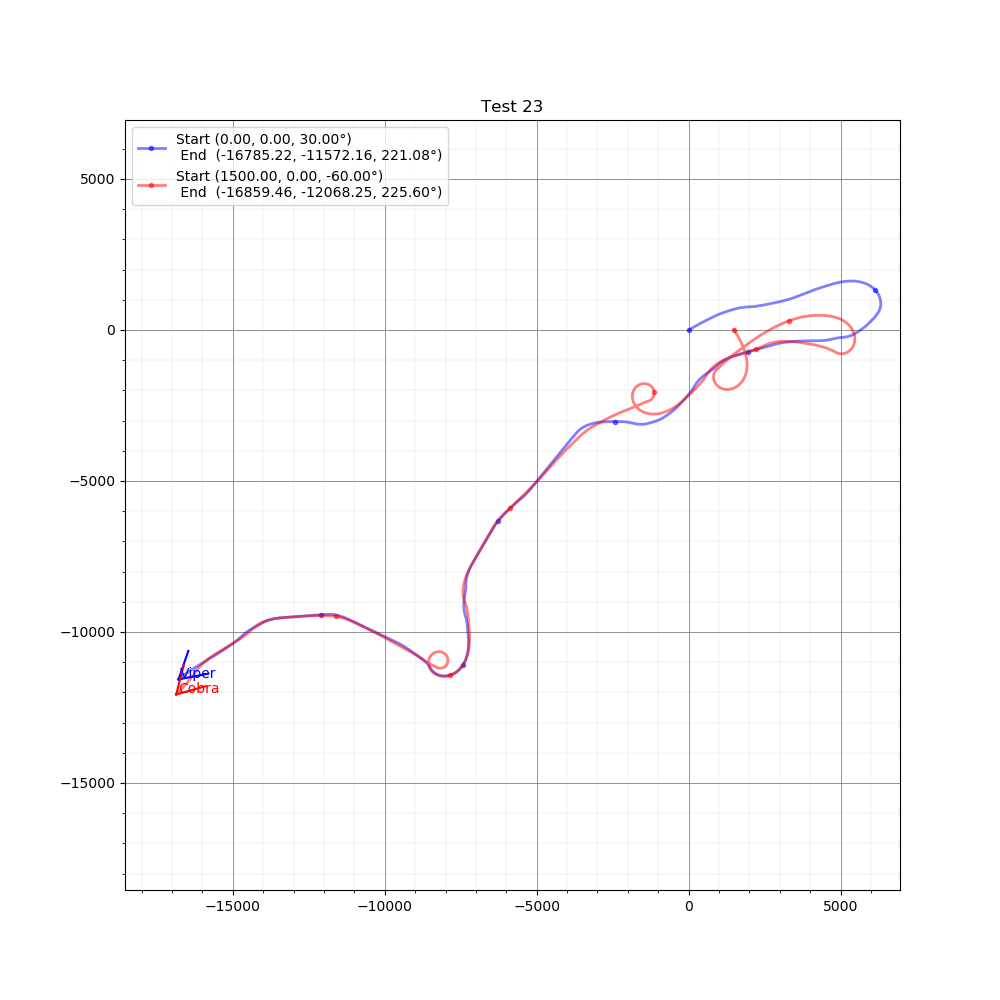 Test 23
Start (0.00, 0.00, 30.00°)
End  (-16785.22, -11572.16, 221.08°)
Start (1500.00, 0.00, -60.00°)
End  (-16859.46, -12068.25, 225.60°)
5000
0
−5000
−10000
−15000
Viper
Cobra
−15000
−10000
−5000
0
5000